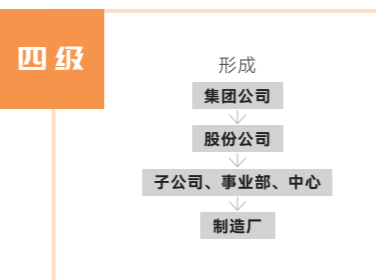 四级
形成
集团公司
股份公司
子公司、事业部、中心
制造厂